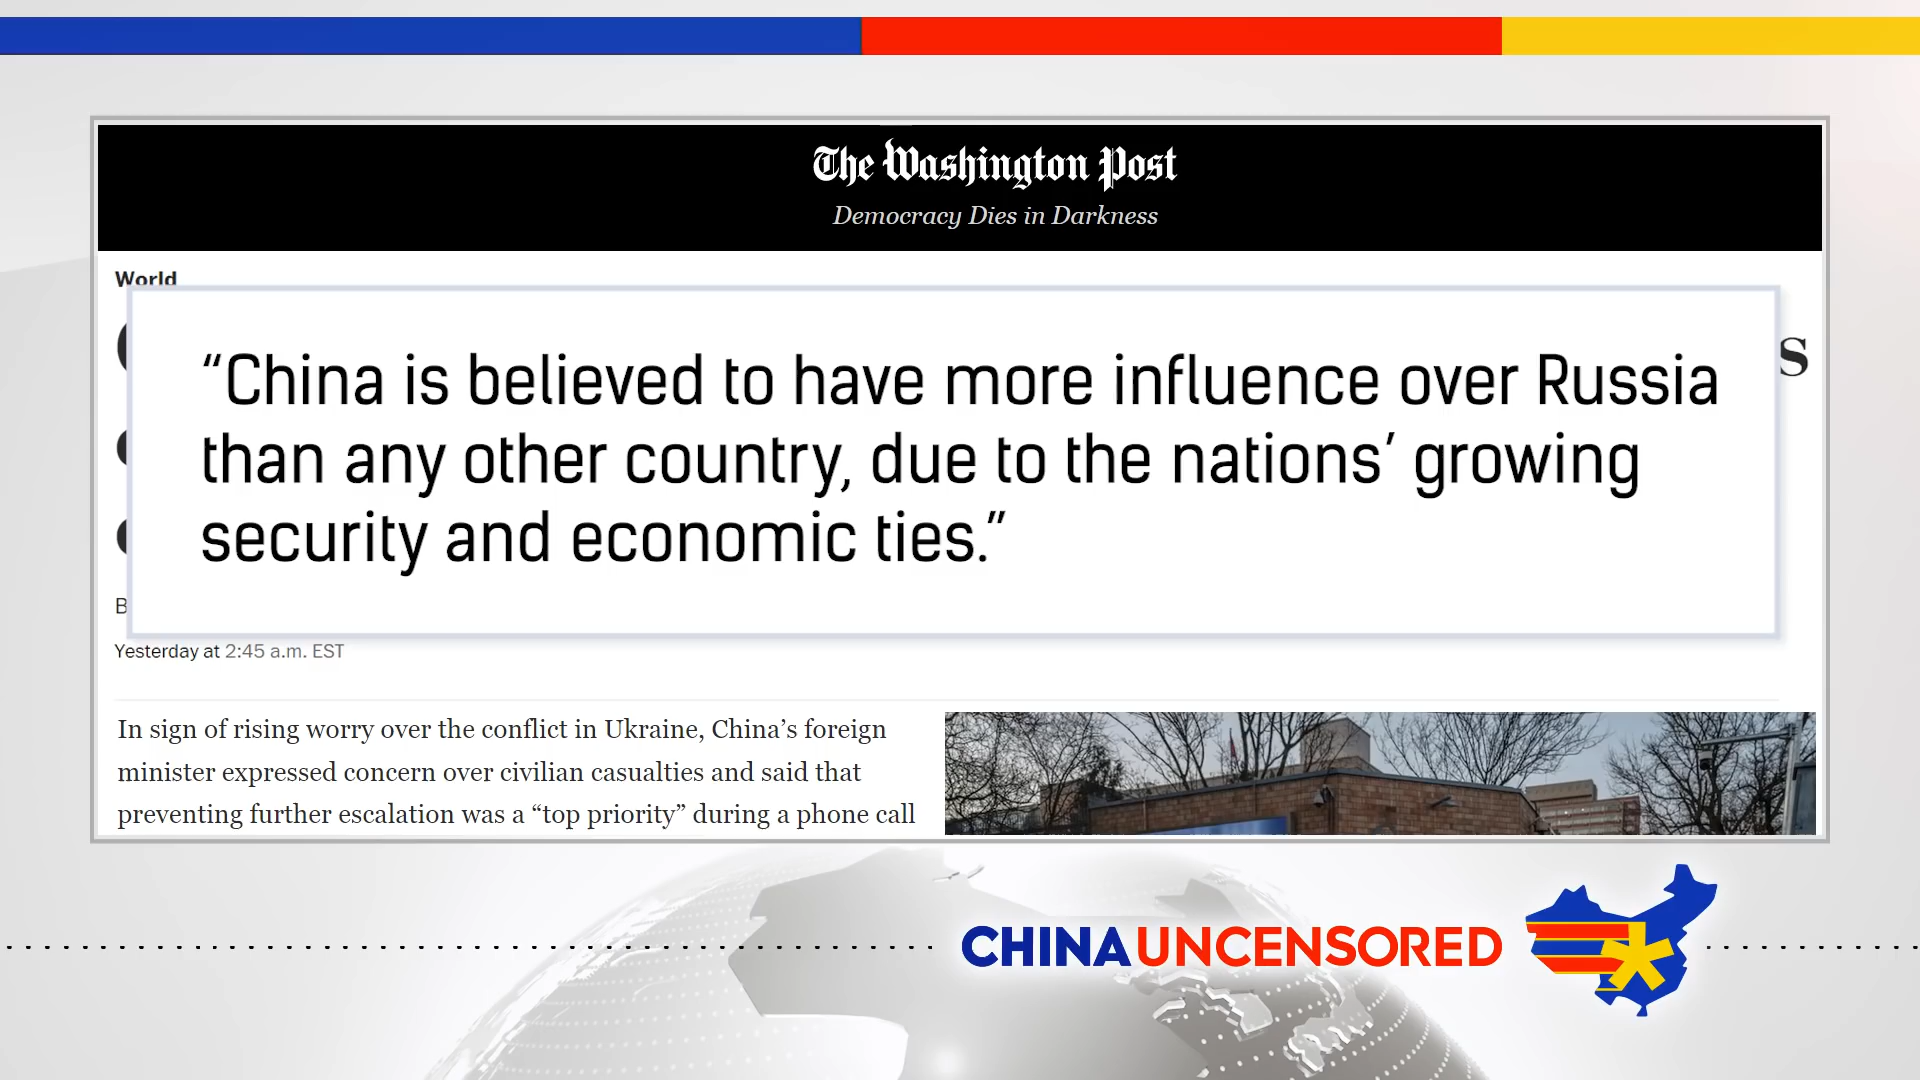 The Washington Post
Democracy Dies in Darkness
World
“China is believed to have more influence over Russia
than any other country, due to the nations’ growing
security and economic ties.”
Yesterday at 2:45 a.m. EST
In sign of rising worry over the conflict in Ukraine, China’s foreign
minister expressed concern over civilian casualties and said that
preventing further escalation was a “top priority” during a phone call
CHINAUNCENSORED